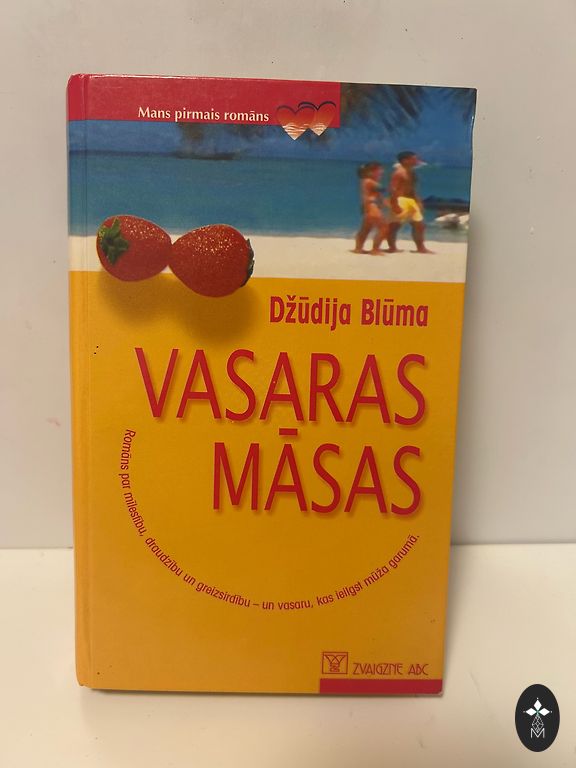 Mans pirmais romāns
Džūdija Blūma
VASARAS
MĀSAS
Romāns par mīlestību, draudzību un greizsirdību – un vasaru, kas ieilgst mūža garumā.
ZVAIGZNE ABC
M